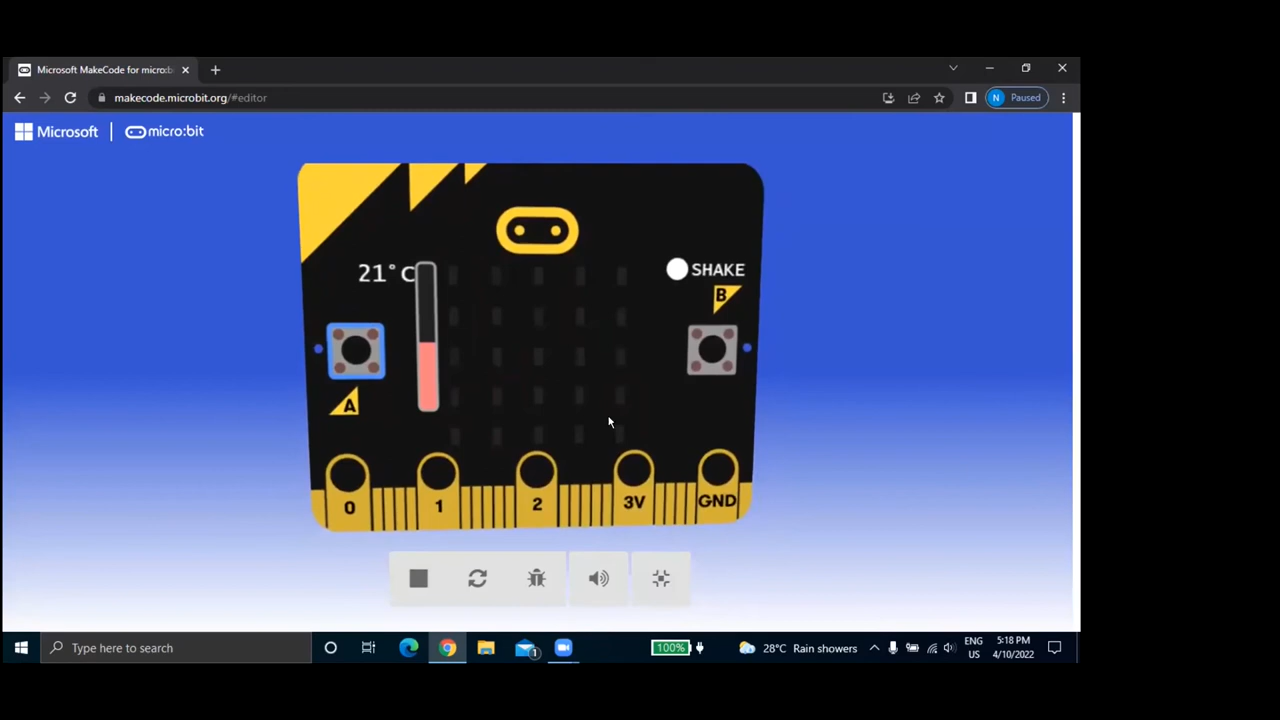 Microsoft MakeCode for micro:b
makecode.microbit.org/#editor
N Paused
Microsoft | micro:bit
21°C
SHAKE
B
A
0 1 2 3V GND
Type here to search
1
100%
28°C Rain showers
ENG
US
5:18 PM
4/10/2022